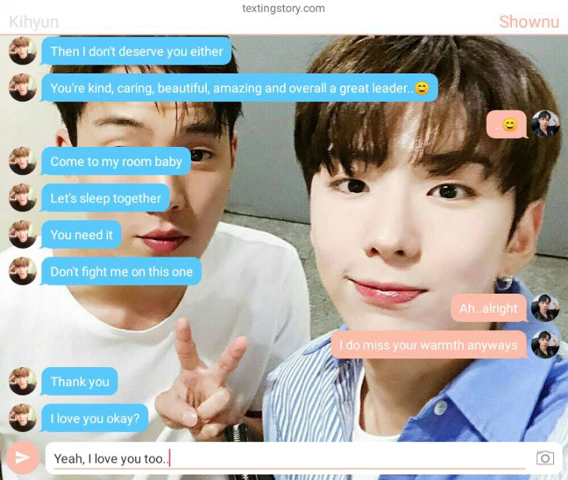 textingstory.com
Kihyun
Shownu
Then I don't deserve you either
You're kind, caring, beautiful, amazing and overall a great leader..😊
..😊
Come to my room baby
Let's sleep together
You need it
Don't fight me on this one
Ah..alright
I do miss your warmth anyways
Thank you
I love you okay?
Yeah, I love you too..